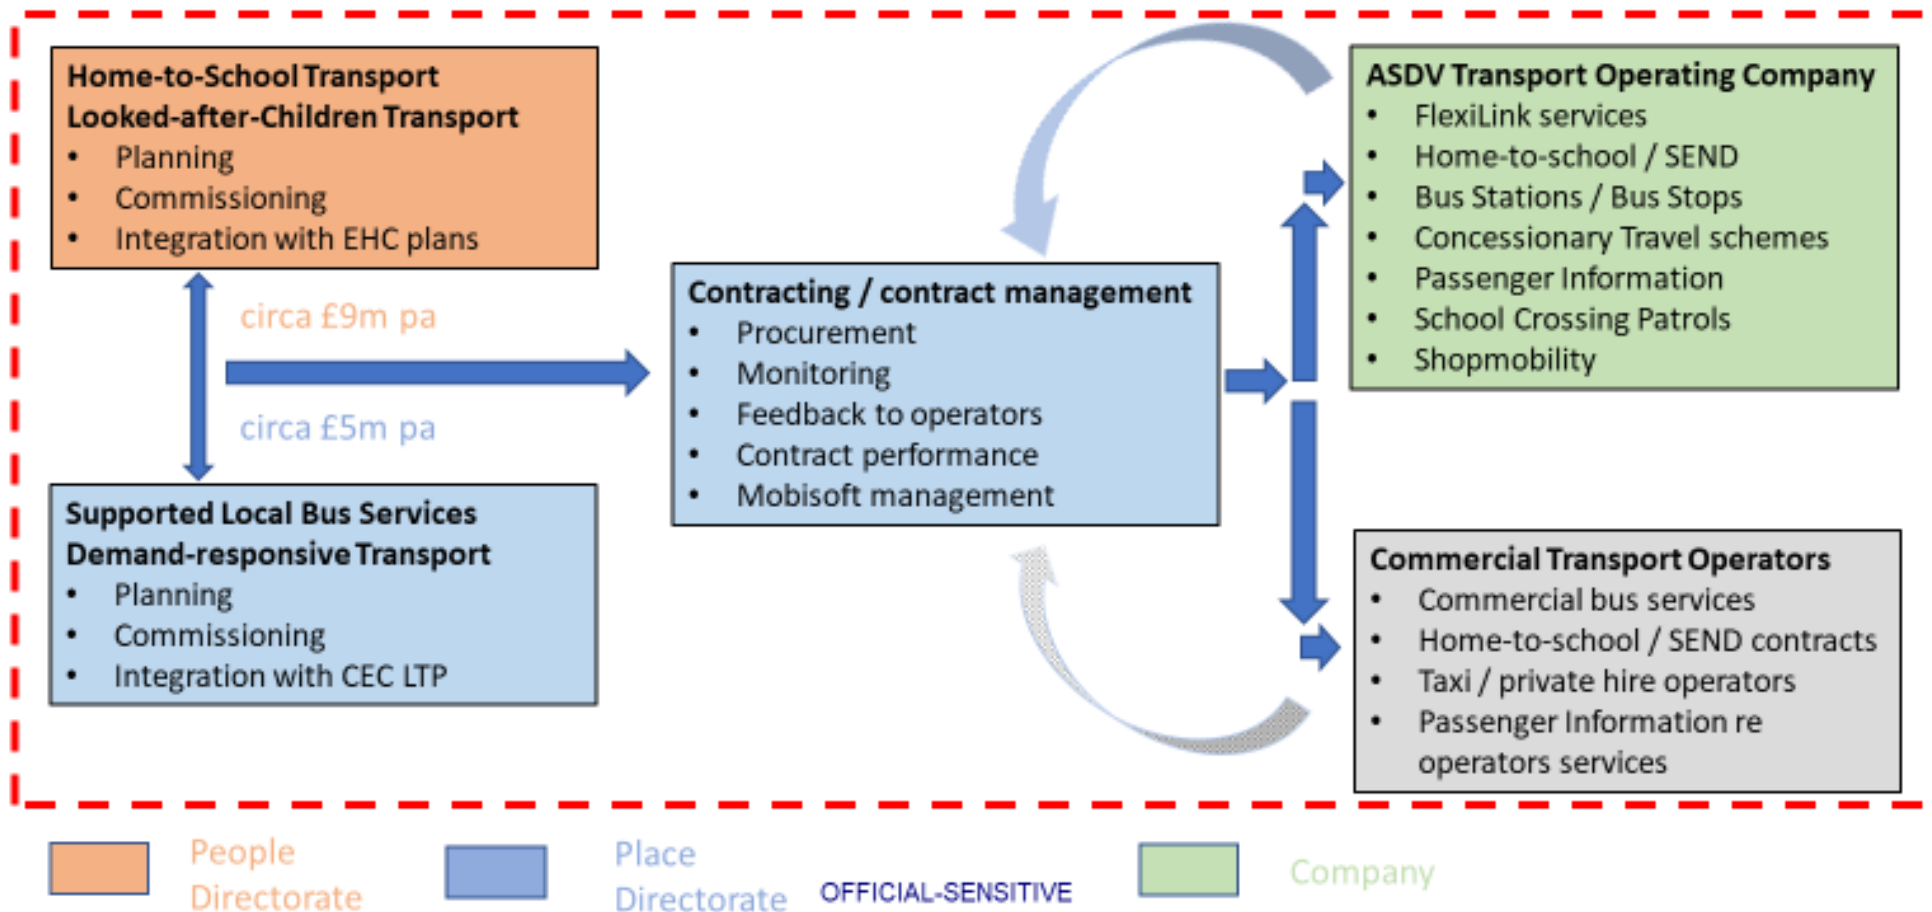 Home-to-School Transport
Looked-after-Children Transport
• Planning
• Commissioning
• Integration with EHC plans
circa £9m pa
circa £5m pa
Supported Local Bus Services
Demand-responsive Transport
• Planning
• Commissioning
• Integration with CEC LTP
Contracting / contract management
• Procurement
• Monitoring
• Feedback to operators
• Contract performance
• Mobisoft management
ASDV Transport Operating Company
• FlexiLink services
• Home-to-school / SEND
• Bus Stations / Bus Stops
• Concessionary Travel schemes
• Passenger Information
• School Crossing Patrols
• Shopmobility
Commercial Transport Operators
• Commercial bus services
• Home-to-school / SEND contracts
• Taxi / private hire operators
• Passenger Information re
operators services
People
Directorate
Place
Directorate
OFFICIAL-SENSITIVE
Company